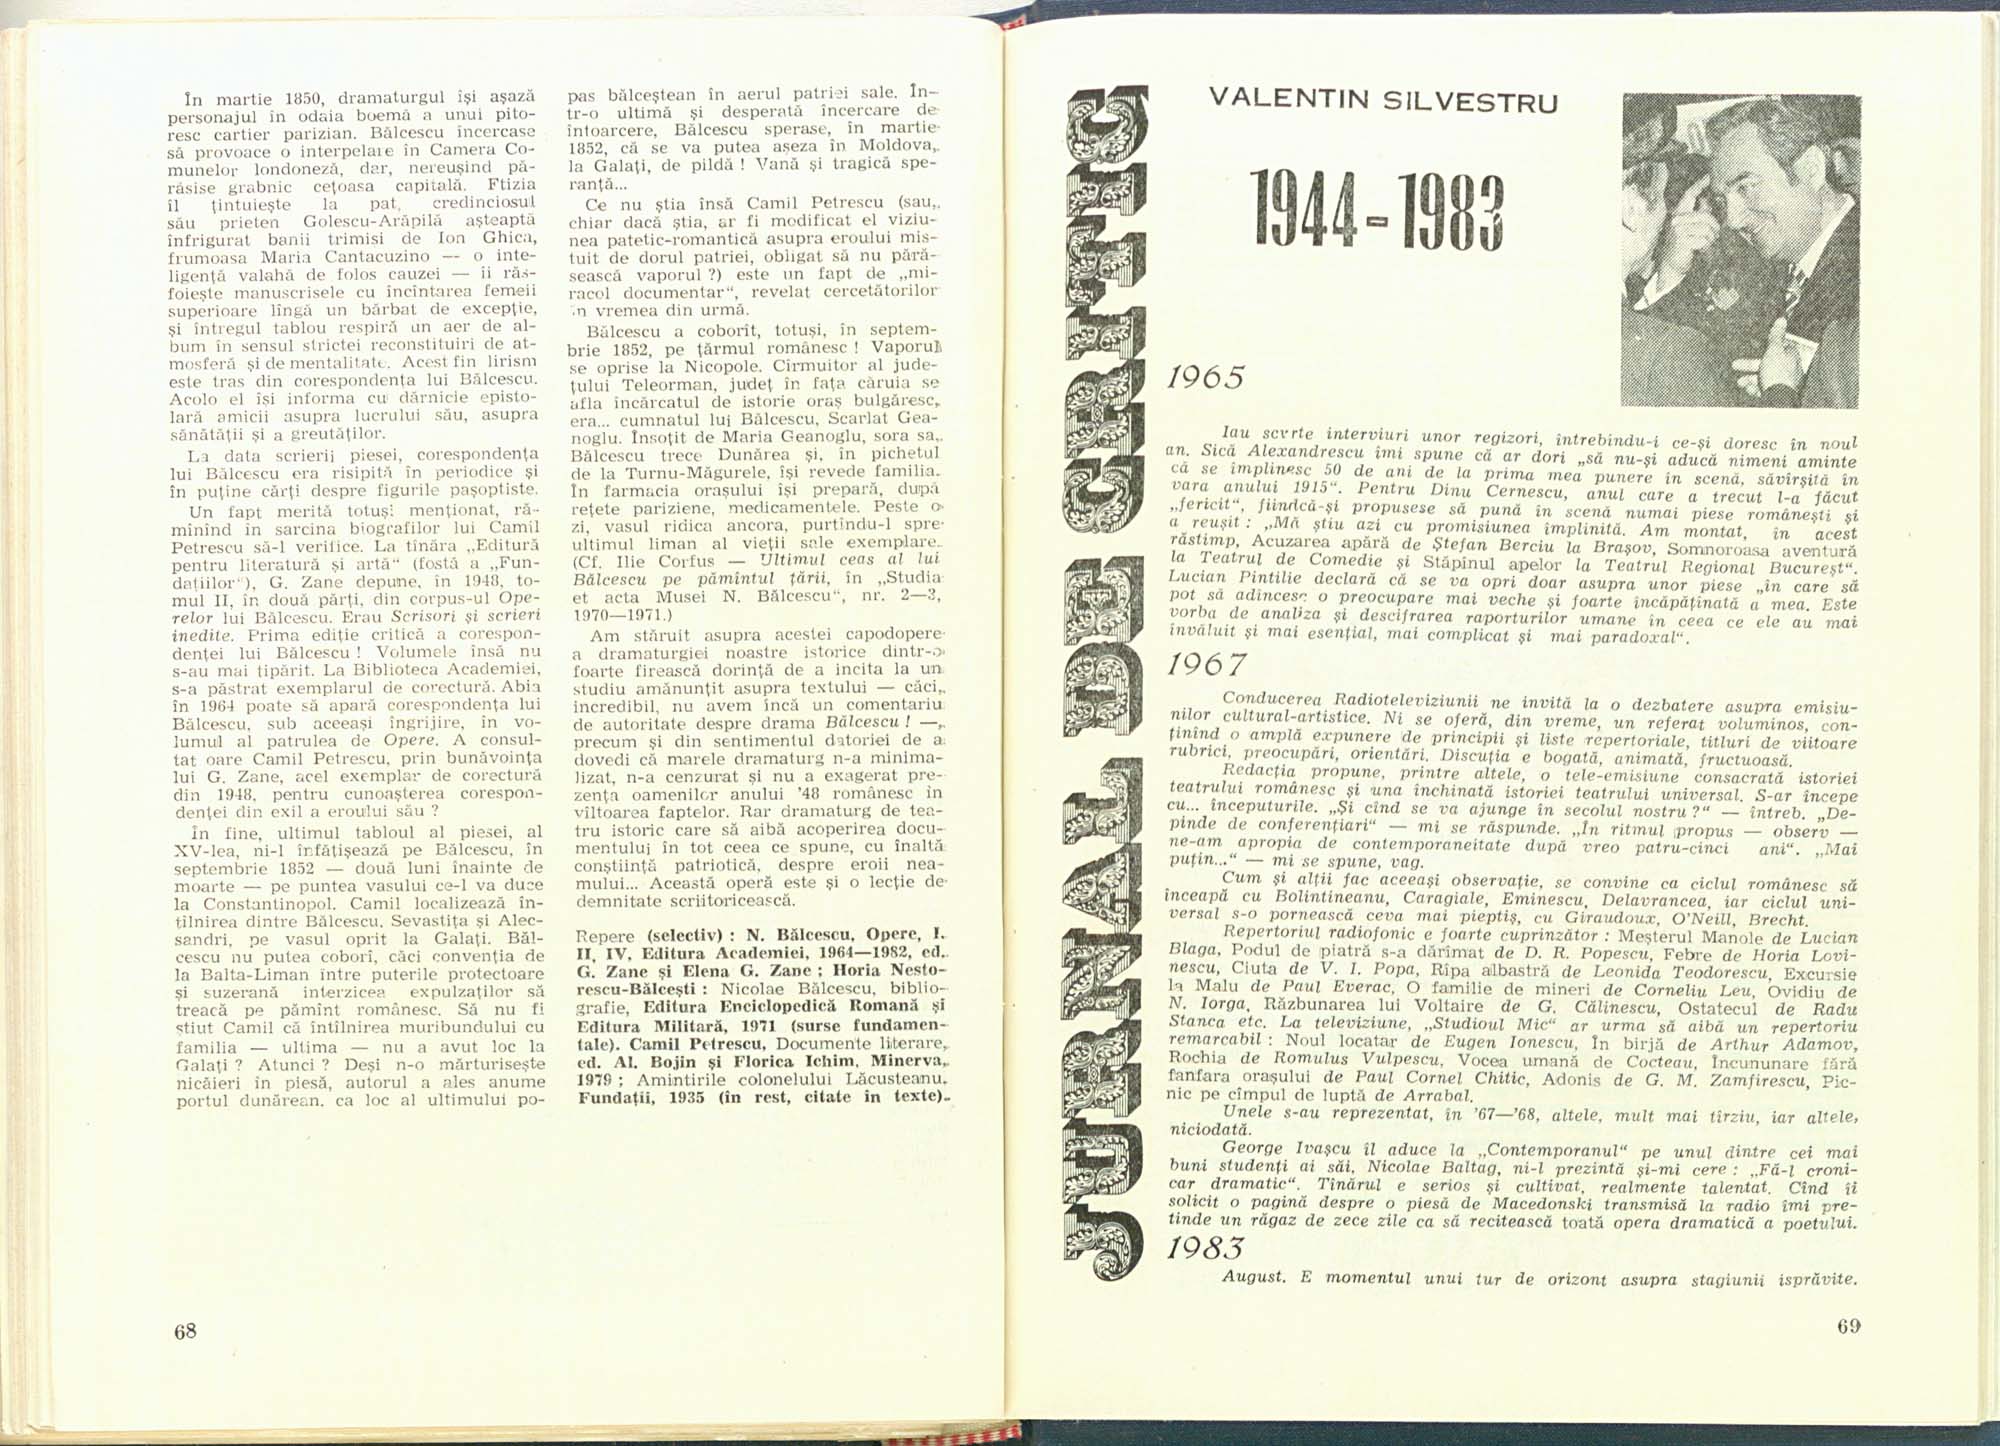 În martie 1850, dramaturgul își așază
personajul în odaia boemă a unui pito-
resc cartier parizian. Bălcescu încercase
să provoace o interpelare în Camera Co-
munelor londoneză, dar, nereușind pă-
răsise grabnic cețoasa capitală. Ftizia
îl țintuiește la pat, credinciosul
său prieten Golescu-Arăpilă așteaptă
înfrigurat banii trimiși de Ion Ghica,
frumoasa Maria Cantacuzino — o inte-
ligență valahă de folos cauzei — îi răs-
foiește manuscrisele cu încîntarea femeii
superioare lîngă un bărbat de excepție,
și întregul tablou respiră un aer de al-
bum în sensul strictei reconstituiri de at-
mosferă și de mentalitate. Acest fin lirism
este tras din corespondența lui Bălcescu.
Acolo el își informa cu dărnicie episto-
lară amicii asupra lucrului său, asupra
sănătății și a greutăților.
La data scrierii piesei, corespondența
lui Bălcescu era risipită în periodice și
în puține cărți despre figurile pașoptiste.
Un fapt merită totuși menționat, ră-
mînînd în sarcina biografilor lui Camil
Petrescu să-l verifice. La tînăra „Editură
pentru literatură și artă“ (fostă a „Fun-
dațiilor“), G. Zane depune, în 1948, to-
mul II, în două părți, din corpus-ul Ope-
relor lui Bălcescu. Erau Scrisori și scrieri
inedite. Prima ediție critică a corespon-
denței lui Bălcescu ! Volumele însă nu
s-au mai tipărit. La Biblioteca Academiei,
s-a păstrat exemplarul de corectură. Abia
în 1964 poate să apară corespondența lui
Bălcescu, sub aceeași îngrijire, în vo-
lumul al patrulea de Opere. A consul-
tat oare Camil Petrescu, prin bunăvoința
lui G. Zane, acel exemplar de corectură
din 1948, pentru cunoașterea corespon-
denței din exil a eroului său ?
În fine, ultimul tabloul al piesei, al
XV-lea, ni-l înfățișează pe Bălcescu, în
septembrie 1852 — două luni înainte de
moarte — pe puntea vasului ce-l va duce
la Constantinopol. Camil localizează în-
tîlnirea dintre Bălcescu, Sevastița și Alec-
sandri, pe vasul oprit la Galați. Băl-
cescu nu putea coborî, căci convenția de
la Balta-Liman între puterile protectoare
și suzerană interzicea expulzaților să
treacă pe pămînt românesc. Să nu fi
știut Camil că întîlnirea muribundului cu
familia — ultima — nu a avut loc la
Galați ? Atunci ? Deși n-o mărturisește
nicăieri în piesă, autorul a ales anume
portul dunărean, ca loc al ultimului po-
pas bălceștean în aerul patriei sale. În-
tr-o ultimă și desperată încercare de
întoarcere, Bălcescu sperase, în martie
1852, că se va putea așeza în Moldova,
la Galați, de pildă ! Vană și tragică spe-
ranță...
Ce nu știa însă Camil Petrescu (sau,
chiar dacă știa, ar fi modificat el viziu-
nea patetic-romantică asupra eroului mis-
tuit de dorul patriei, obligat să nu pără-
sească vaporul ?) este un fapt de „mi-
racol documentar“, revelat cercetătorilor
în vremea din urmă.
Bălcescu a coborît, totuși, în septem-
brie 1852, pe țărmul românesc ! Vaporul
se oprise la Nicopole. Cîrmuitor al jude-
țului Teleorman, județ în fața căruia se
afla încărcatul de istorie oraș bulgăresc,
era... cumnatul lui Bălcescu, Scarlat Gea-
noglu. Însoțit de Maria Geanoglu, sora sa,
Bălcescu trece Dunărea și, în pichetul
de la Turnu-Măgurele, își revede familia.
În farmacia orașului își prepară, după
rețete pariziene, medicamentele. Peste o
zi, vasul ridica ancora, purtîndu-l spre
ultimul liman al vieții sale exemplare.
(Cf. Ilie Corfus — Ultimul ceas al lui
Bălcescu pe pămîntul țării, în „Studia
et acta Musei N. Bălcescu“, nr. 2—3,
1970—1971.)
Am stăruit asupra acestei capodopere
a dramaturgiei noastre istorice dintr-o
foarte firească dorință de a incita la un
studiu amănunțit asupra textului — căci,
incredibil, nu avem încă un comentariu
de autoritate despre drama Bălcescu ! —,
precum și din sentimentul datoriei de a
dovedi că marele dramaturg n-a minima-
lizat, n-a cenzurat și nu a exagerat pre-
zența oamenilor anului '48 românesc în
vîltoarea faptelor. Rar dramaturg de tea-
tru istoric care să aibă acoperirea docu-
mentului în tot ceea ce spune, cu înaltă
conștiință patriotică, despre eroii nea-
mului... Această operă este și o lecție de
demnitate scriitoricească.
Repere (selectiv) : N. Bălcescu, Opere, I.
II, IV, Editura Academiei, 1964—1982, ed.
G. Zane și Elena G. Zane ; Horia Nesto-
rescu-Bălcești : Nicolae Bălcescu, biblio-
grafie, Editura Enciclopedică Romană și
Editura Militară, 1971 (surse fundamen-
tale). Camil Petrescu, Documente literare,
ed. Al. Bojin și Florica Ichim, Minerva,
1979 ; Amintirile colonelului Lăcusteanu.
Fundații, 1935 (în rest, citate în texte).
68
JURNAL DE CRITIC
VALENTIN SILVESTRU
1944-1983
1965
Iau scurte interviuri unor regizori, întrebîndu-i ce-și doresc în noul
an. Sică Alexandrescu îmi spune că ar dori „să nu-și aducă nimeni aminte
că se împlinesc 50 de ani de la prima mea punere în scenă, săvîrșită în
vara anului 1915“. Pentru Dinu Cernescu, anul care a trecut l-a făcut
„fericit“, fiindcă-și propusese să pună în scenă numai piese românești și
a reușit : „Mă știu azi cu promisiunea împlinită. Am montat, în acest
răstimp, Acuzarea apără de Ștefan Berciu la Brașov, Somnoroasa aventură
la Teatrul de Comedie și Stăpînul apelor la Teatrul Regional București“.
Lucian Pintilie declară că se va opri doar asupra unor piese „în care să
pot să adîncesc o preocupare mai veche și foarte încăpățînată a mea. Este
vorba de analiza și descifrarea raporturilor umane în ceea ce ele au mai
învăluit și mai esențial, mai complicat și mai paradoxal“.
1967
Conducerea Radioteleviziunii ne invită la o dezbatere asupra emisiu-
nilor cultural-artistice. Ni se oferă, din vreme, un referat voluminos, con-
ținînd o amplă expunere de principii și liste repertoriale, titluri de viitoare
rubrici, preocupări, orientări. Discuția e bogată, animată, fructuoasă.
Redacția propune, printre altele, o tele-emisiune consacrată istoriei
teatrului românesc și una închinată istoriei teatrului universal. S-ar începe
cu... începuturile. „Și cînd se va ajunge în secolul nostru ?“ — întreb. „De-
pinde de conferențiari“ — mi se răspunde. „În ritmul propus — observ —
ne-am apropia de contemporaneitate după vreo patru-cinci ani“. „Mai
puțin...“ — mi se spune, vag.
Cum și alții fac aceeași observație, se convine ca ciclul românesc să
înceapă cu Bolintineanu, Caragiale, Eminescu, Delavrancea, iar ciclul uni-
versal s-o pornească ceva mai pieptiș, cu Giraudoux, O'Neill, Brecht.
Repertoriul radiofonic e foarte cuprinzător : Meșterul Manole de Lucian
Blaga, Podul de piatră s-a dărîmat de D. R. Popescu, Febre de Horia Lovi-
nescu, Ciuta de V. I. Popa, Rîpa albastră de Leonida Teodorescu, Excursie
la Malu de Paul Everac, O familie de mineri de Corneliu Leu, Ovidiu de
N. Iorga, Răzbunarea lui Voltaire de G. Călinescu, Ostatecul de Radu
Stanca etc. La televiziune, „Studioul Mic“ ar urma să aibă un repertoriu
remarcabil : Noul locatar de Eugen Ionescu, În birjă de Arthur Adamov,
Rochia de Romulus Vulpescu, Vocea umană de Cocteau, Încununare fără
fanfara orașului de Paul Cornel Chitic, Adonis de G. M. Zamfirescu, Pic-
nic pe cîmpul de luptă de Arrabal.
Unele s-au reprezentat, în '67—'68, altele, mult mai tîrziu, iar altele,
niciodată.
George Ivașcu îl aduce la „Contemporanul“ pe unul dintre cei mai
buni studenți ai săi, Nicolae Baltag, ni-l prezintă și-mi cere : „Fă-l croni-
car dramatic“. Tînărul e serios și cultivat, realmente talentat. Cînd îi
solicit o pagină despre o piesă de Macedonski transmisă la radio îmi pre-
tinde un răgaz de zece zile ca să recitească toată opera dramatică a poetului.
1983
August. E momentul unui tur de orizont asupra stagiunii isprăvite.
69